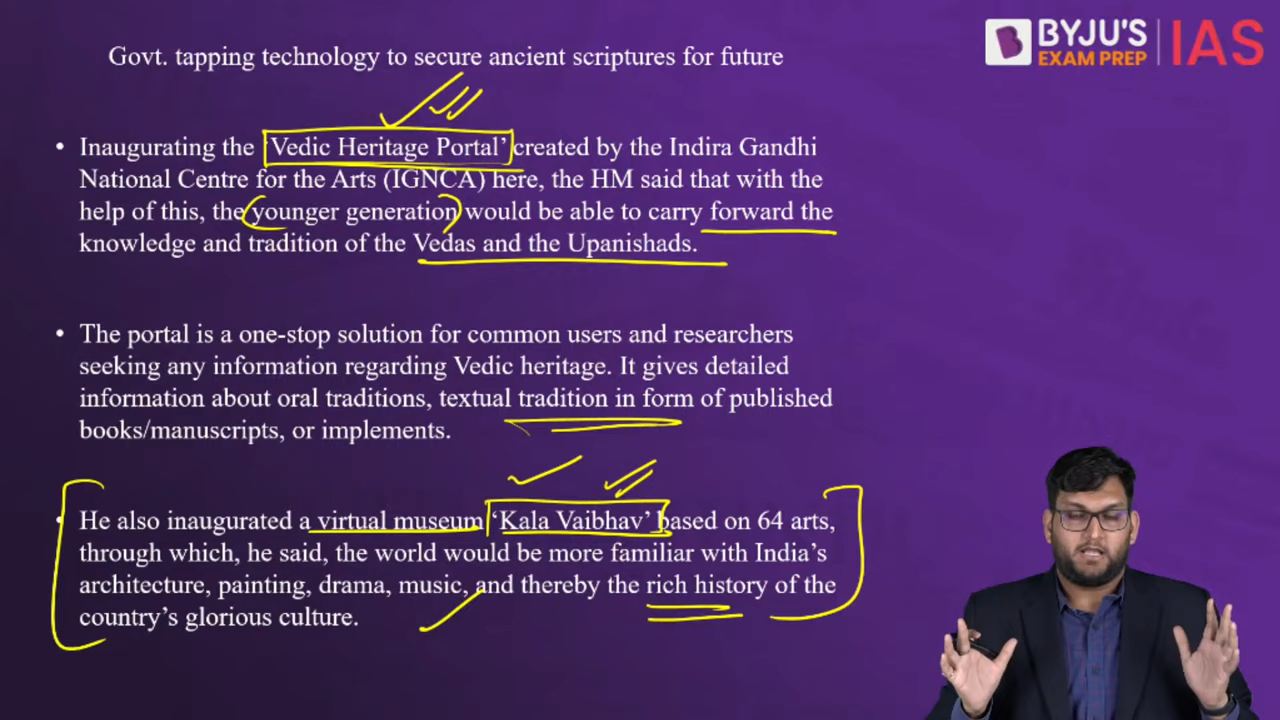 Govt. tapping technology to secure ancient scriptures for future
BYJU'S
EXAM PREP
IAS
• Inaugurating the 'Vedic Heritage Portal' created by the Indira Gandhi
National Centre for the Arts (IGNCA) here, the HM said that with the
help of this, the younger generation would be able to carry forward the
knowledge and tradition of the Vedas and the Upanishads.
• The portal is a one-stop solution for common users and researchers
seeking any information regarding Vedic heritage. It gives detailed
information about oral traditions, textual tradition in form of published
books/manuscripts, or implements.
• He also inaugurated a virtual museum ‘Kala Vaibhav’ based on 64 arts,
through which, he said, the world would be more familiar with India’s
architecture, painting, drama, music, and thereby the rich history of the
country’s glorious culture.